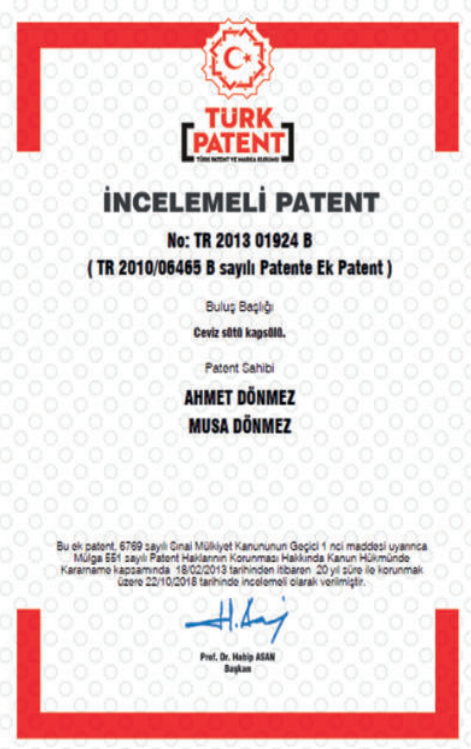 TÜRK
PATENT
TÜRK PATENT VE MARKA KURUMU
İNCELEMELİ PATENT
No: TR 2013 01924 B
( TR 2010/06465 B sayılı Patente Ek Patent )
Buluş Başlığı
Ceviz sütü kapsülü.
Patent Sahibi
AHMET DÖNMEZ
MUSA DÖNMEZ
Bu ek patent, 6769 sayılı Sınai Mülkiyet Kanununun Geçici 1 nci maddesi uyarınca
Mülga 551 sayılı Patent Haklarının Korunması Hakkında Kanun Hükmünde
Kararname kapsamında 18/02/2013 tarihinden itibaren 20 yıl süre ile korunmak
üzere 22/10/2018 tarihinde incelemeli olarak verilmiştir.
H. Asan
Prof. Dr. Habip ASAN
Başkan